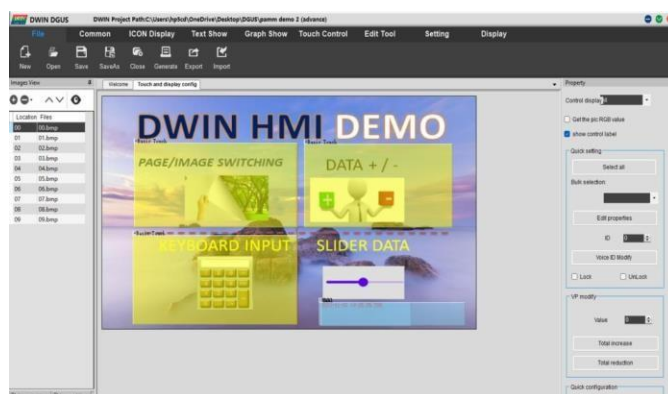 DWIN DGUS DWIN Project Path:C:\Users\hp0cd\OneDrive\Desktop\DGUS\pamm demo 2 (advance)
File Common ICON Display Text Show Graph Show Touch Control Edit Tool Setting Display
New Open Save SaveAs Close Generate Export Import
Images View Welcome Touch and display config Property
Control display
Location Files
00 00.bmp
01 01.bmp
02 02.bmp
03 03.bmp
04 04.bmp
05 05.bmp
06 06.bmp
07 07.bmp
08 08.bmp
09 09.bmp
DWIN HMI DEMO
PAGE/IMAGE SWITCHING
DATA + / -
KEYBOARD INPUT
SLIDER DATA
Get the pic RGB value
show control label
Quick setting
Select all
Bulk selection
Edit properties
ID
Voice ID Modify
Lock UnLock
VP modify
Value
Total increase
Total reduction
Quick configuration